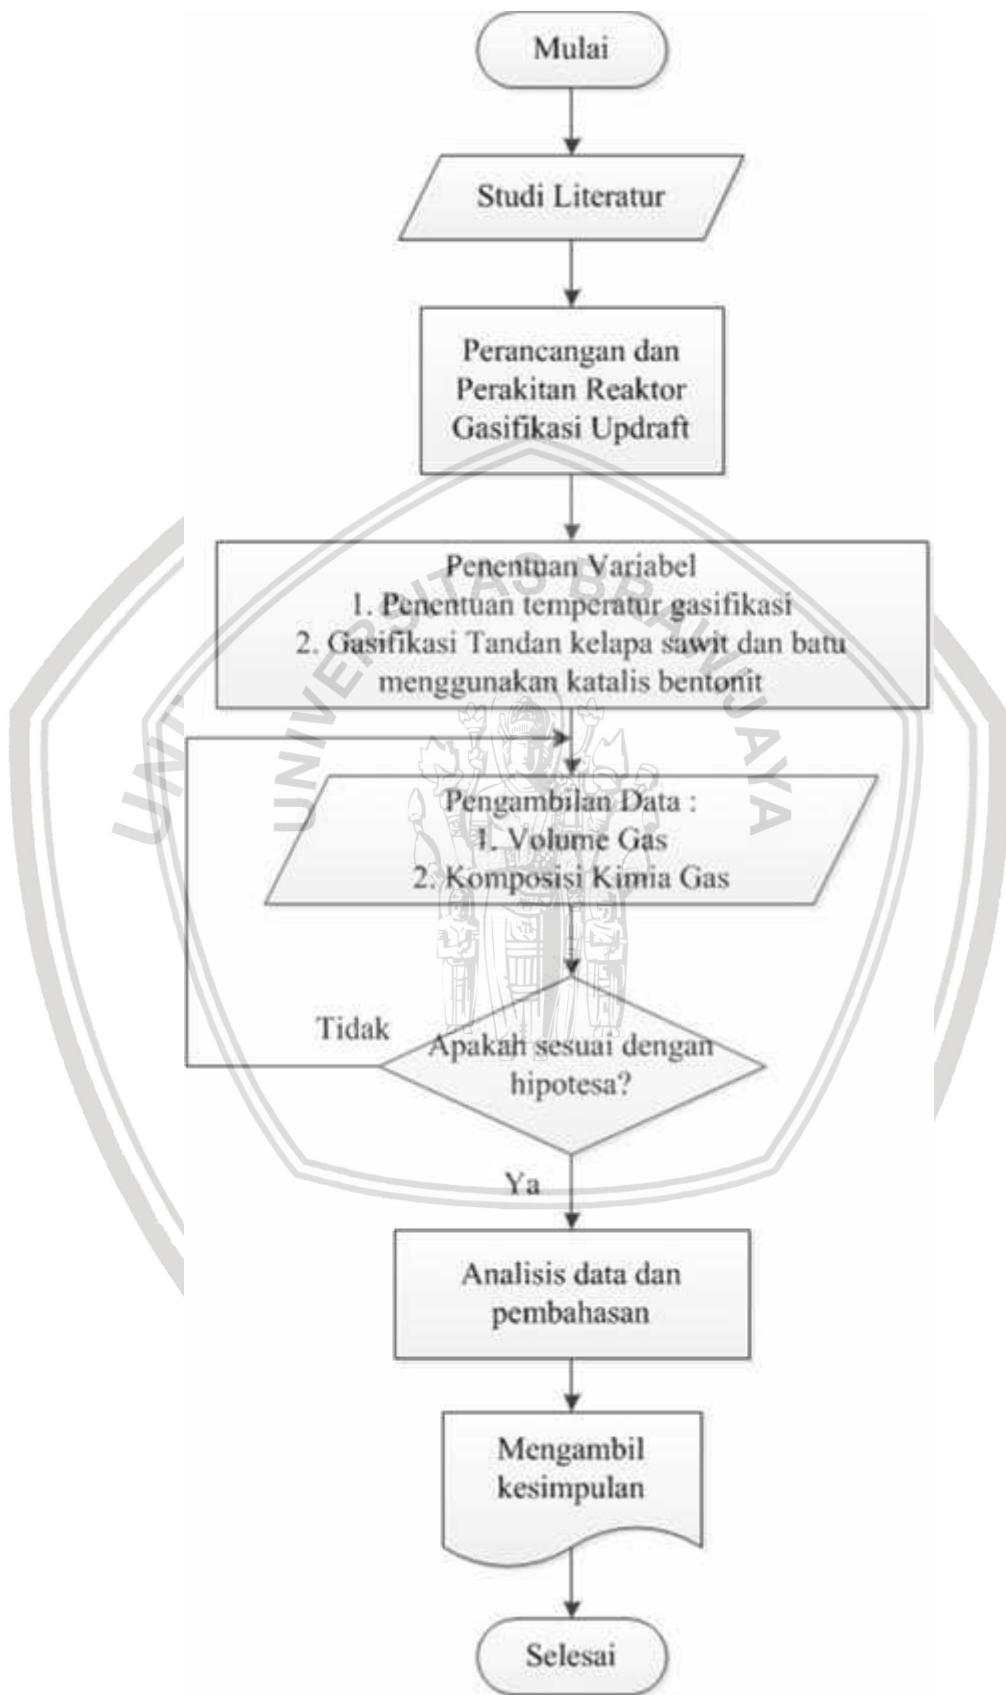 Mulai
Studi Literatur
Perancangan dan
Perakitan Reaktor
Gasifikasi Updraft
Penentuan Variabel
1. Penentuan temperatur gasifikasi
2. Gasifikasi Tandan kelapa sawit dan batu
menggunakan katalis bentonit
UNIVERSITAS BRAWIJAYA
Pengambilan Data :
1. Volume Gas
2. Komposisi Kimia Gas
Tidak
Apakah sesuai dengan
hipotesa?
Ya
Analisis data dan
pembahasan
Mengambil
kesimpulan
Selesai